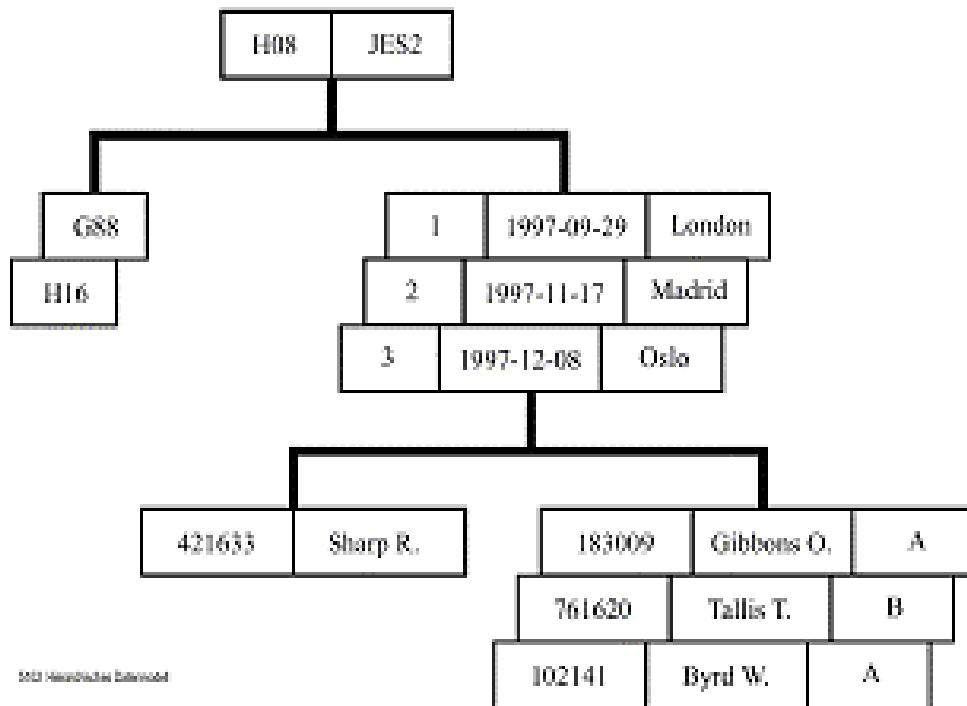 H08 JES2
G88
H16
1 1997-09-29 London
2 1997-11-17 Madrid
3 1997-12-08 Oslo
421633 Sharp R.
183009 Gibbons O. A
761620 Tallis T. B
102141 Byrd W. A